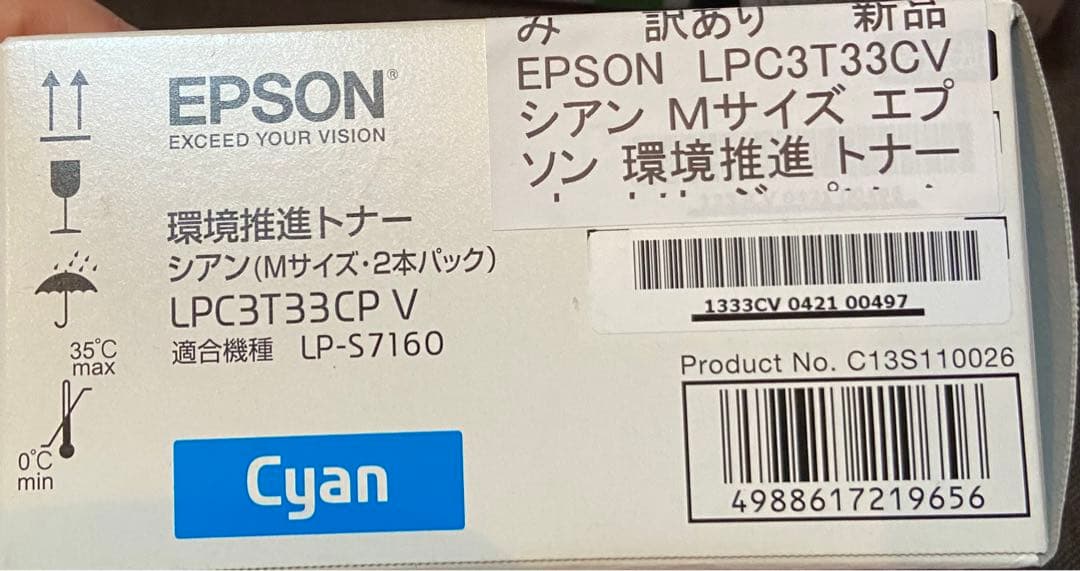 み 訳あり 新品
EPSON LPC3T33CV
シアン Mサイズ エプ
ソン 環境推進 トナー
EPSON®
EXCEED YOUR VISION
環境推進トナー
シアン(Mサイズ・2本パック)
LPC3T33CP V
適合機種 LP-S7160
35℃
max
0℃
min
Cyan
1333CV 0421 00497
Product No. C13S110026
4988617219656